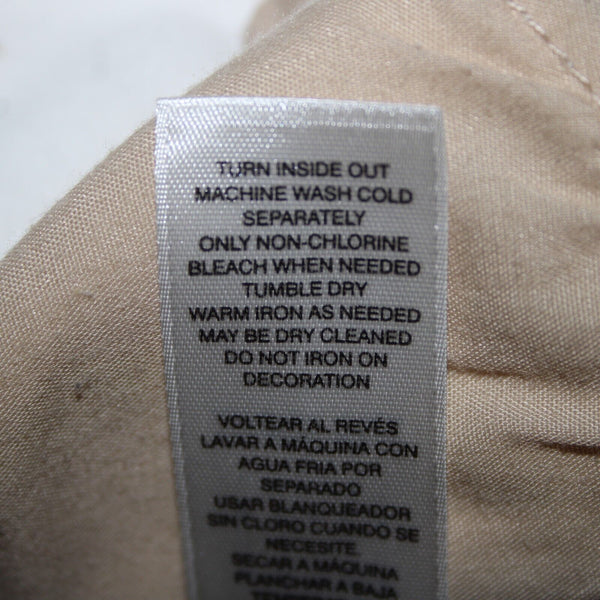 TURN INSIDE OUT
MACHINE WASH COLD
SEPARATELY
ONLY NON-CHLORINE
BLEACH WHEN NEEDED
TUMBLE DRY
WARM IRON AS NEEDED
MAY BE DRY CLEANED
DO NOT IRON ON
DECORATION
VOLTEAR AL REVÉS
LAVAR A MÁQUINA CON
AGUA FRIA POR
SEPARADO
USAR BLANQUEADOR
SIN CLORO CUANDO SE
NECESITE.
SECAR A MÁQUINA
PLANCHAR A BAJA